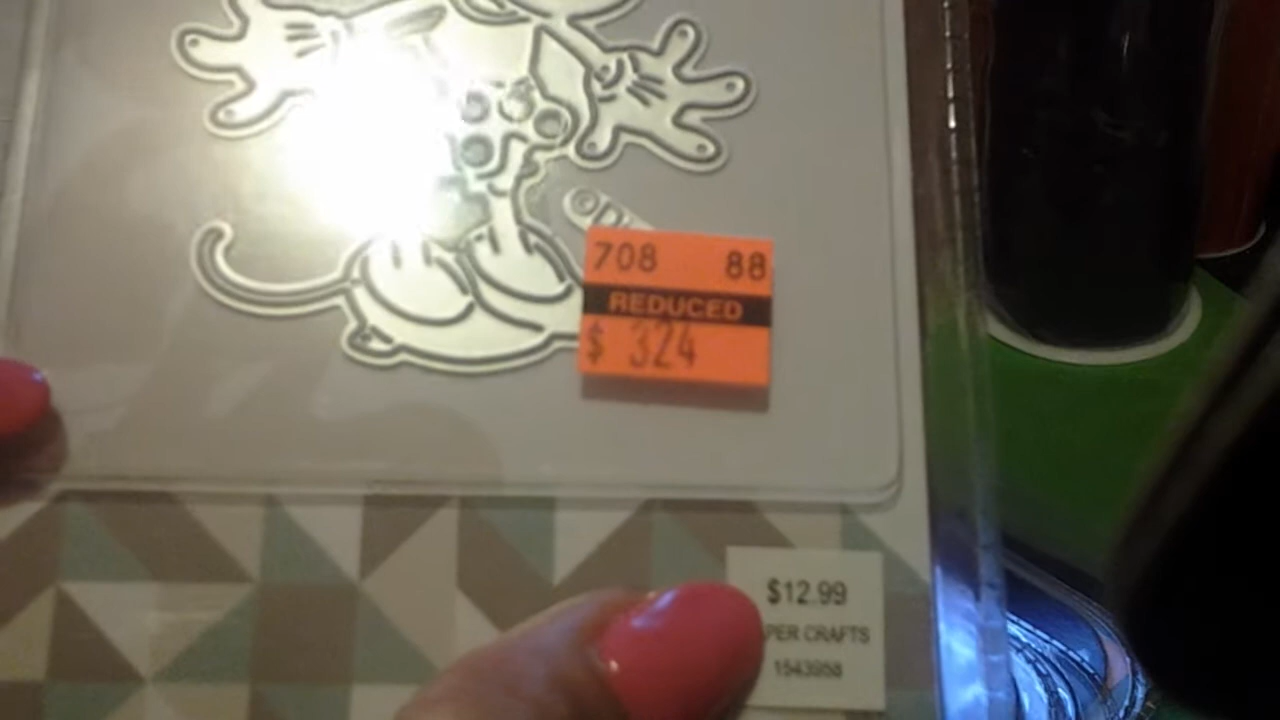 ©D
708 88
REDUCED
$ 324
$12.99
PER CRAFTS
1543958